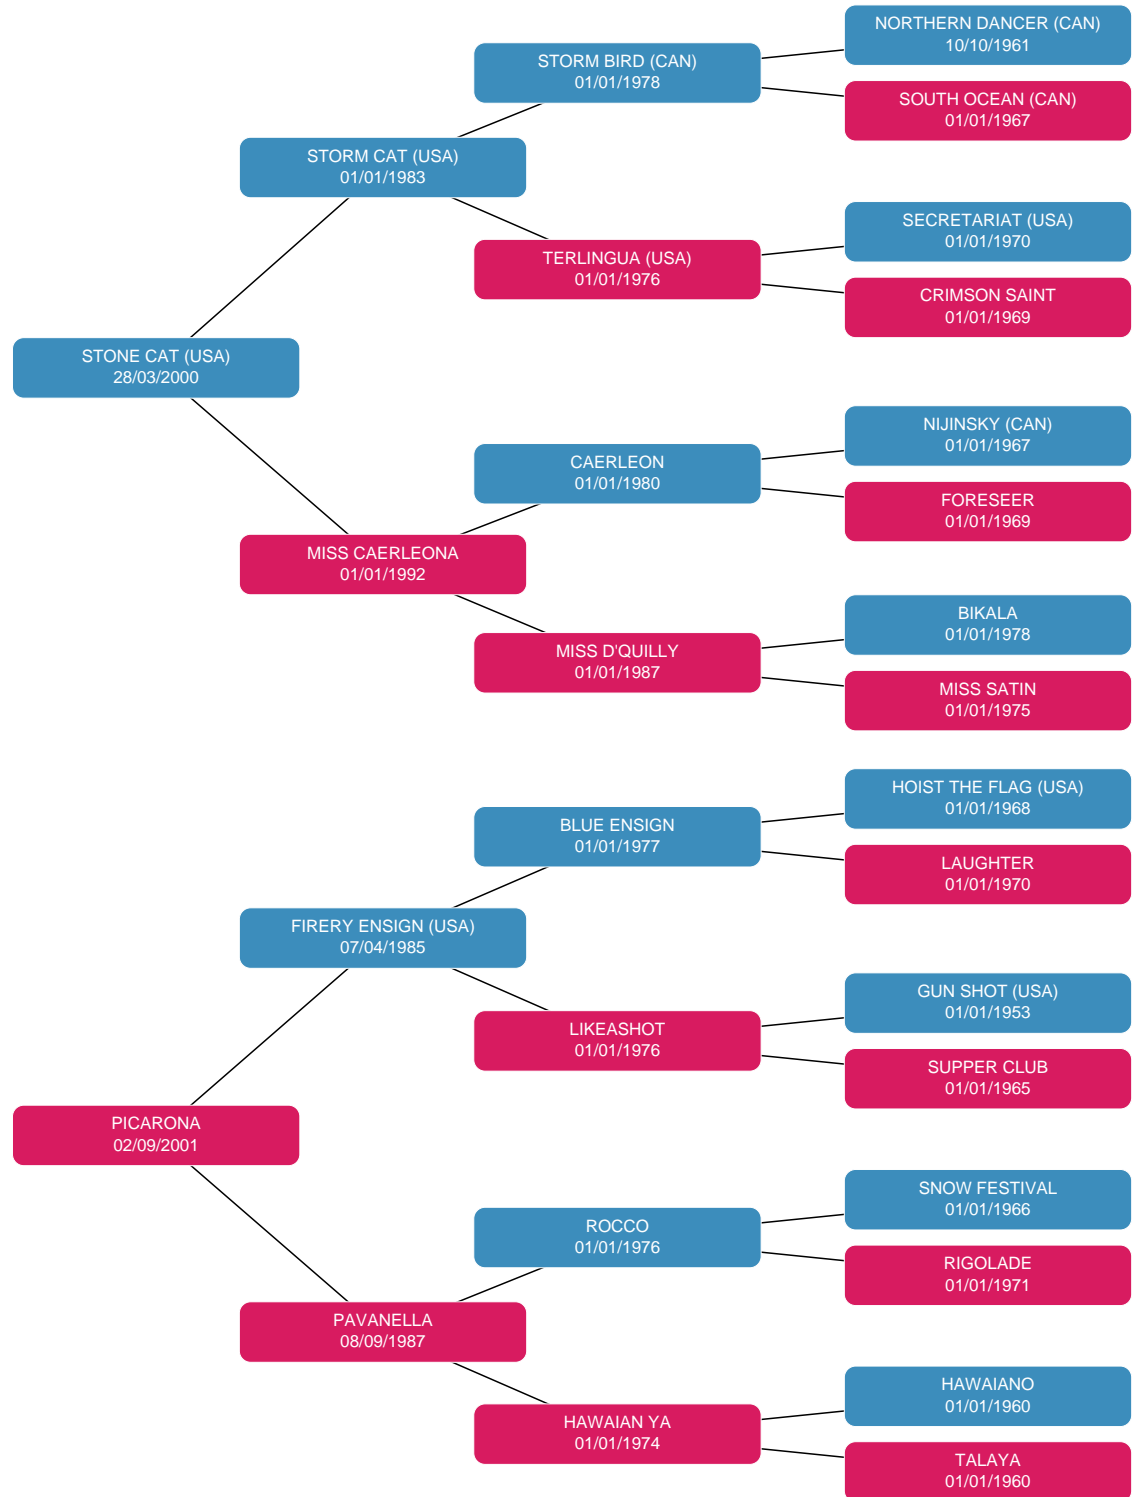 NORTHERN DANCER (CAN)
10/10/1961
STORM BIRD (CAN)
01/01/1978
SOUTH OCEAN (CAN)
01/01/1967
STORM CAT (USA)
01/01/1983
SECRETARIAT (USA)
01/01/1970
TERLINGUA (USA)
01/01/1976
CRIMSON SAINT
01/01/1969
STONE CAT (USA)
28/03/2000
NIJINSKY (CAN)
01/01/1967
CAERLEON
01/01/1980
FORESEER
01/01/1969
MISS CAERLEONA
01/01/1992
BIKALA
01/01/1978
MISS D'QUILLY
01/01/1987
MISS SATIN
01/01/1975
HOIST THE FLAG (USA)
01/01/1968
BLUE ENSIGN
01/01/1977
LAUGHTER
01/01/1970
FIRERY ENSIGN (USA)
07/04/1985
GUN SHOT (USA)
01/01/1953
LIKEASHOT
01/01/1976
SUPPER CLUB
01/01/1965
PICARONA
02/09/2001
SNOW FESTIVAL
01/01/1966
ROCCO
01/01/1976
RIGOLADE
01/01/1971
PAVANELLA
08/09/1987
HAWAIANO
01/01/1960
HAWAIAN YA
01/01/1974
TALAYA
01/01/1960